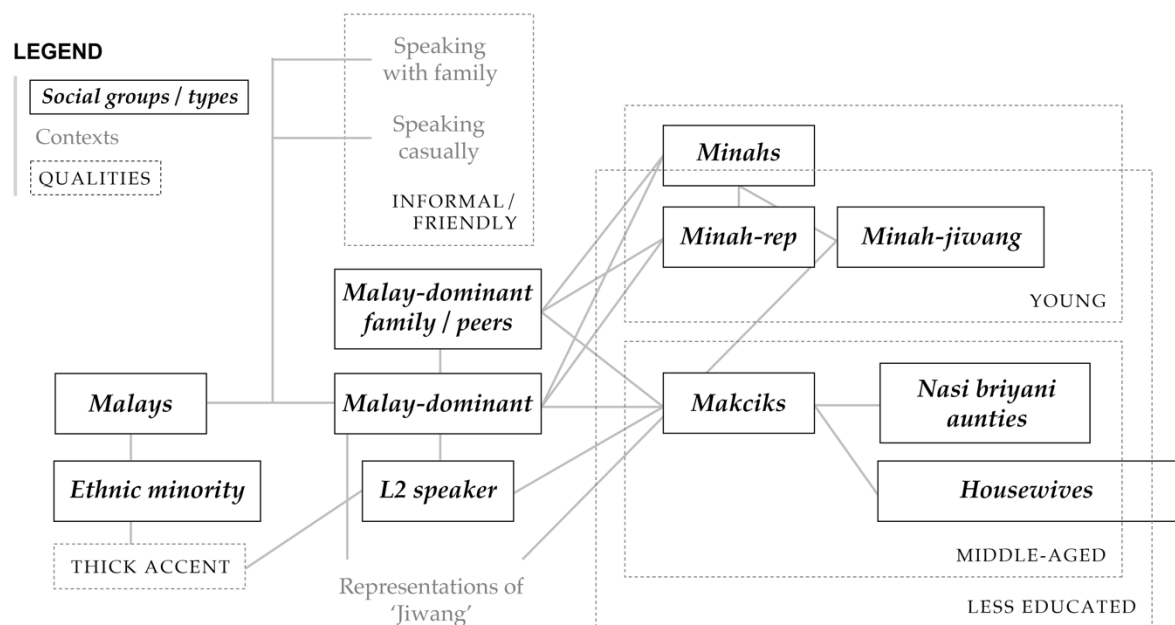 LEGEND
Social groups / types
Contexts
QUALITIES
Speaking
with family
Speaking
casually
INFORMAL /
FRIENDLY
Minahs
Minah-rep
Minah-jiwang
YOUNG
Malay-dominant
family / peers
Malays
Malay-dominant
Makciks
Nasi briyani
aunties
Ethnic minority
L2 speaker
Housewives
THICK ACCENT
MIDDLE-AGED
Representations of
‘Jiwang’
LESS EDUCATED